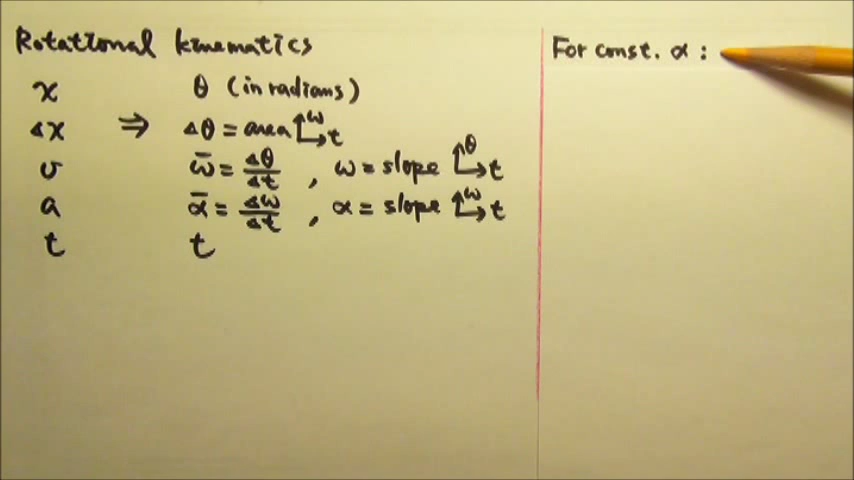 Rotational kinematics
x θ (in radians)
Δx ⇒ Δθ = area ω t
v ω̄ = Δθ/Δt , ω = slope θ t
a ᾱ = Δω/Δt , α = slope ω t
t t
For const. α :